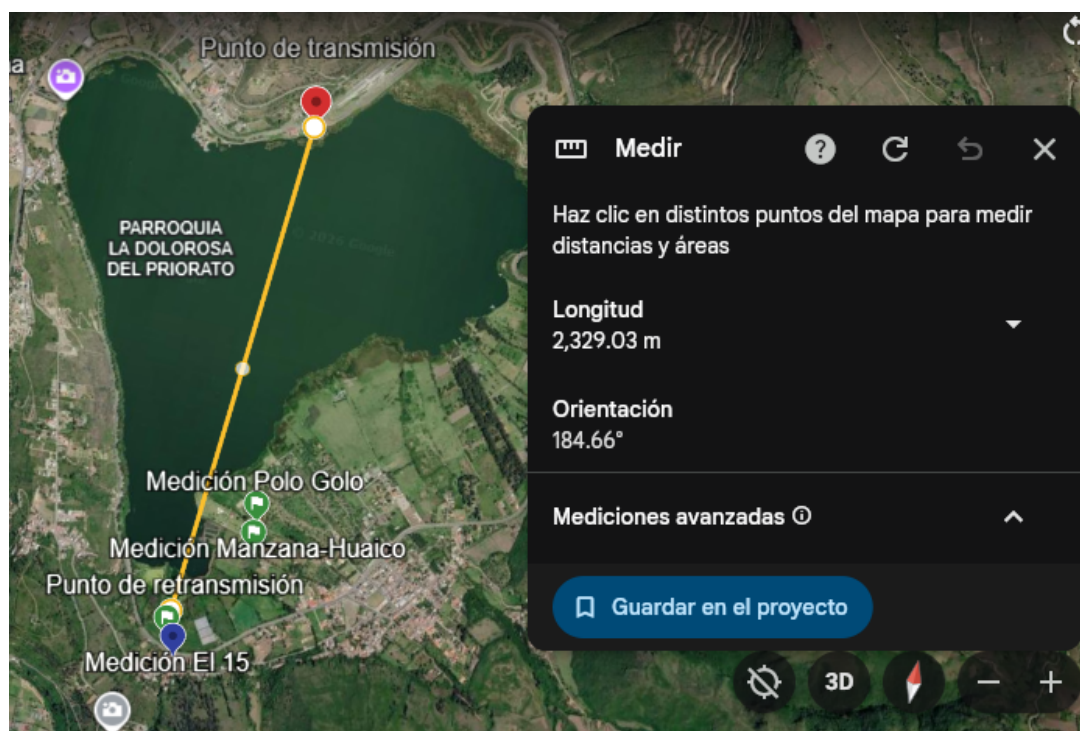 a
Punto de transmisión
PARROQUIA
LA DOLOROSA
DEL PRIORATO
© 2026 Google
Medición Polo Golo
Medición Manzana-Huaico
Punto de retransmisión
Medición El 15
Medir
Haz clic en distintos puntos del mapa para medir
distancias y áreas
Longitud
2,329.03 m
Orientación
184.66°
Mediciones avanzadas
Guardar en el proyecto
3D